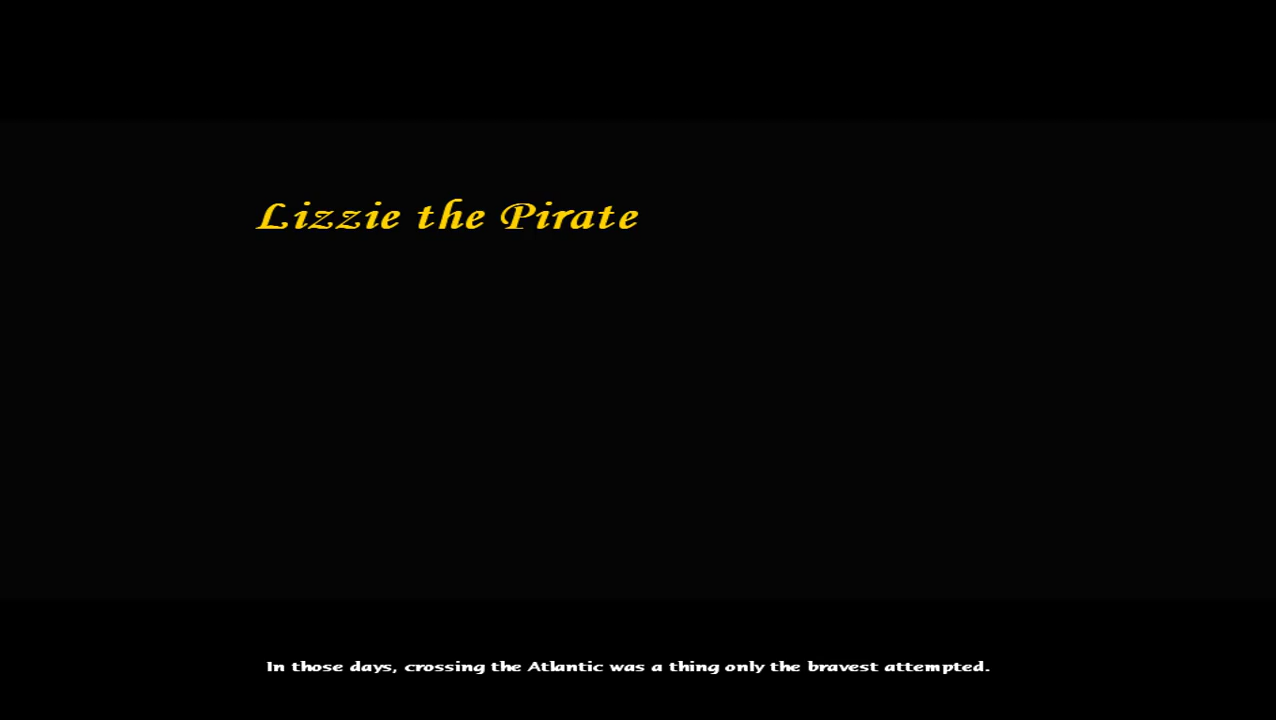 Lizzie the Pirate
In those days, crossing the Atlantic was a thing only the bravest attempted.